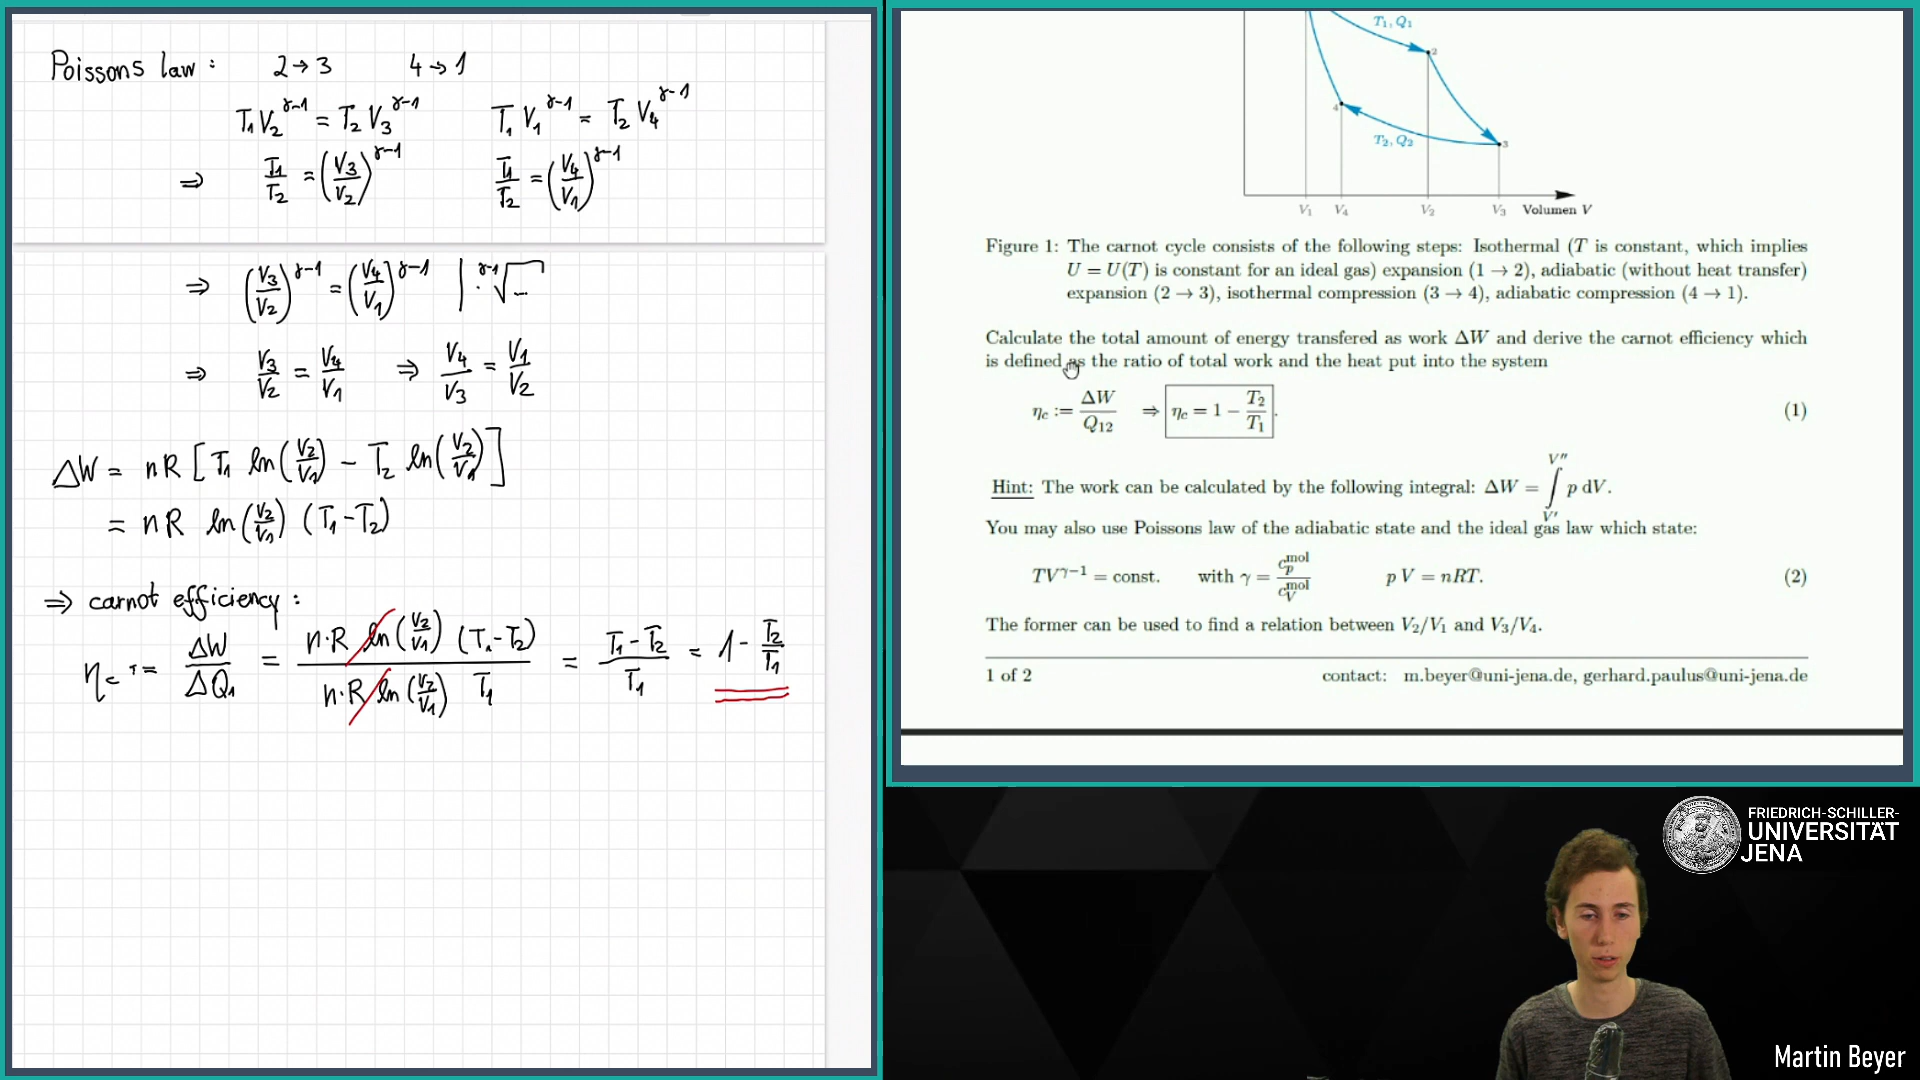 Poissons law : 2→3 4→1
T₁V₂^γ-1 = T₂V₃^γ-1 T₁V₁^γ-1 = T₂V₄^γ-1
⇒ T₁/T₂ = (V₃/V₂)^γ-1 T₁/T₂ = (V₄/V₁)^γ-1
⇒ (V₃/V₂)^γ-1 = (V₄/V₁)^γ-1 | · γ-1√...
⇒ V₃/V₂ = V₄/V₁ ⇒ V₄/V₃ = V₁/V₂
ΔW = nR [T₁ ln(V₂/V₁) - T₂ ln(V₂/V₁)]
= nR ln(V₂/V₁) (T₁-T₂)
⇒ carnot efficiency :
η_c := ΔW/ΔQ₁ = n·R ln(V₂/V₁) (T₁-T₂) / n·R ln(V₂/V₁) T₁ = T₁-T₂/T₁ = 1 - T₂/T₁
T₁, Q₁
2
4
T₂, Q₂
3
V₁ V₄ V₂ V₃ Volumen V
Figure 1: The carnot cycle consists of the following steps: Isothermal (T is constant, which implies
U = U(T) is constant for an ideal gas) expansion (1 → 2), adiabatic (without heat transfer)
expansion (2 → 3), isothermal compression (3 → 4), adiabatic compression (4 → 1).
Calculate the total amount of energy transfered as work ΔW and derive the carnot efficiency which
is defined as the ratio of total work and the heat put into the system
η_c := ΔW/Q₁₂ ⇒ η_c = 1 − T₂/T₁. (1)
Hint: The work can be calculated by the following integral: ΔW = ∫_V′^V″ p dV.
You may also use Poissons law of the adiabatic state and the ideal gas law which state:
TV^γ−1 = const. with γ = c_p^mol/c_V^mol p V = nRT. (2)
The former can be used to find a relation between V₂/V₁ and V₃/V₄.
1 of 2 contact: m.beyer@uni-jena.de, gerhard.paulus@uni-jena.de
FRIEDRICH-SCHILLER-
UNIVERSITÄT
JENA
Martin Beyer